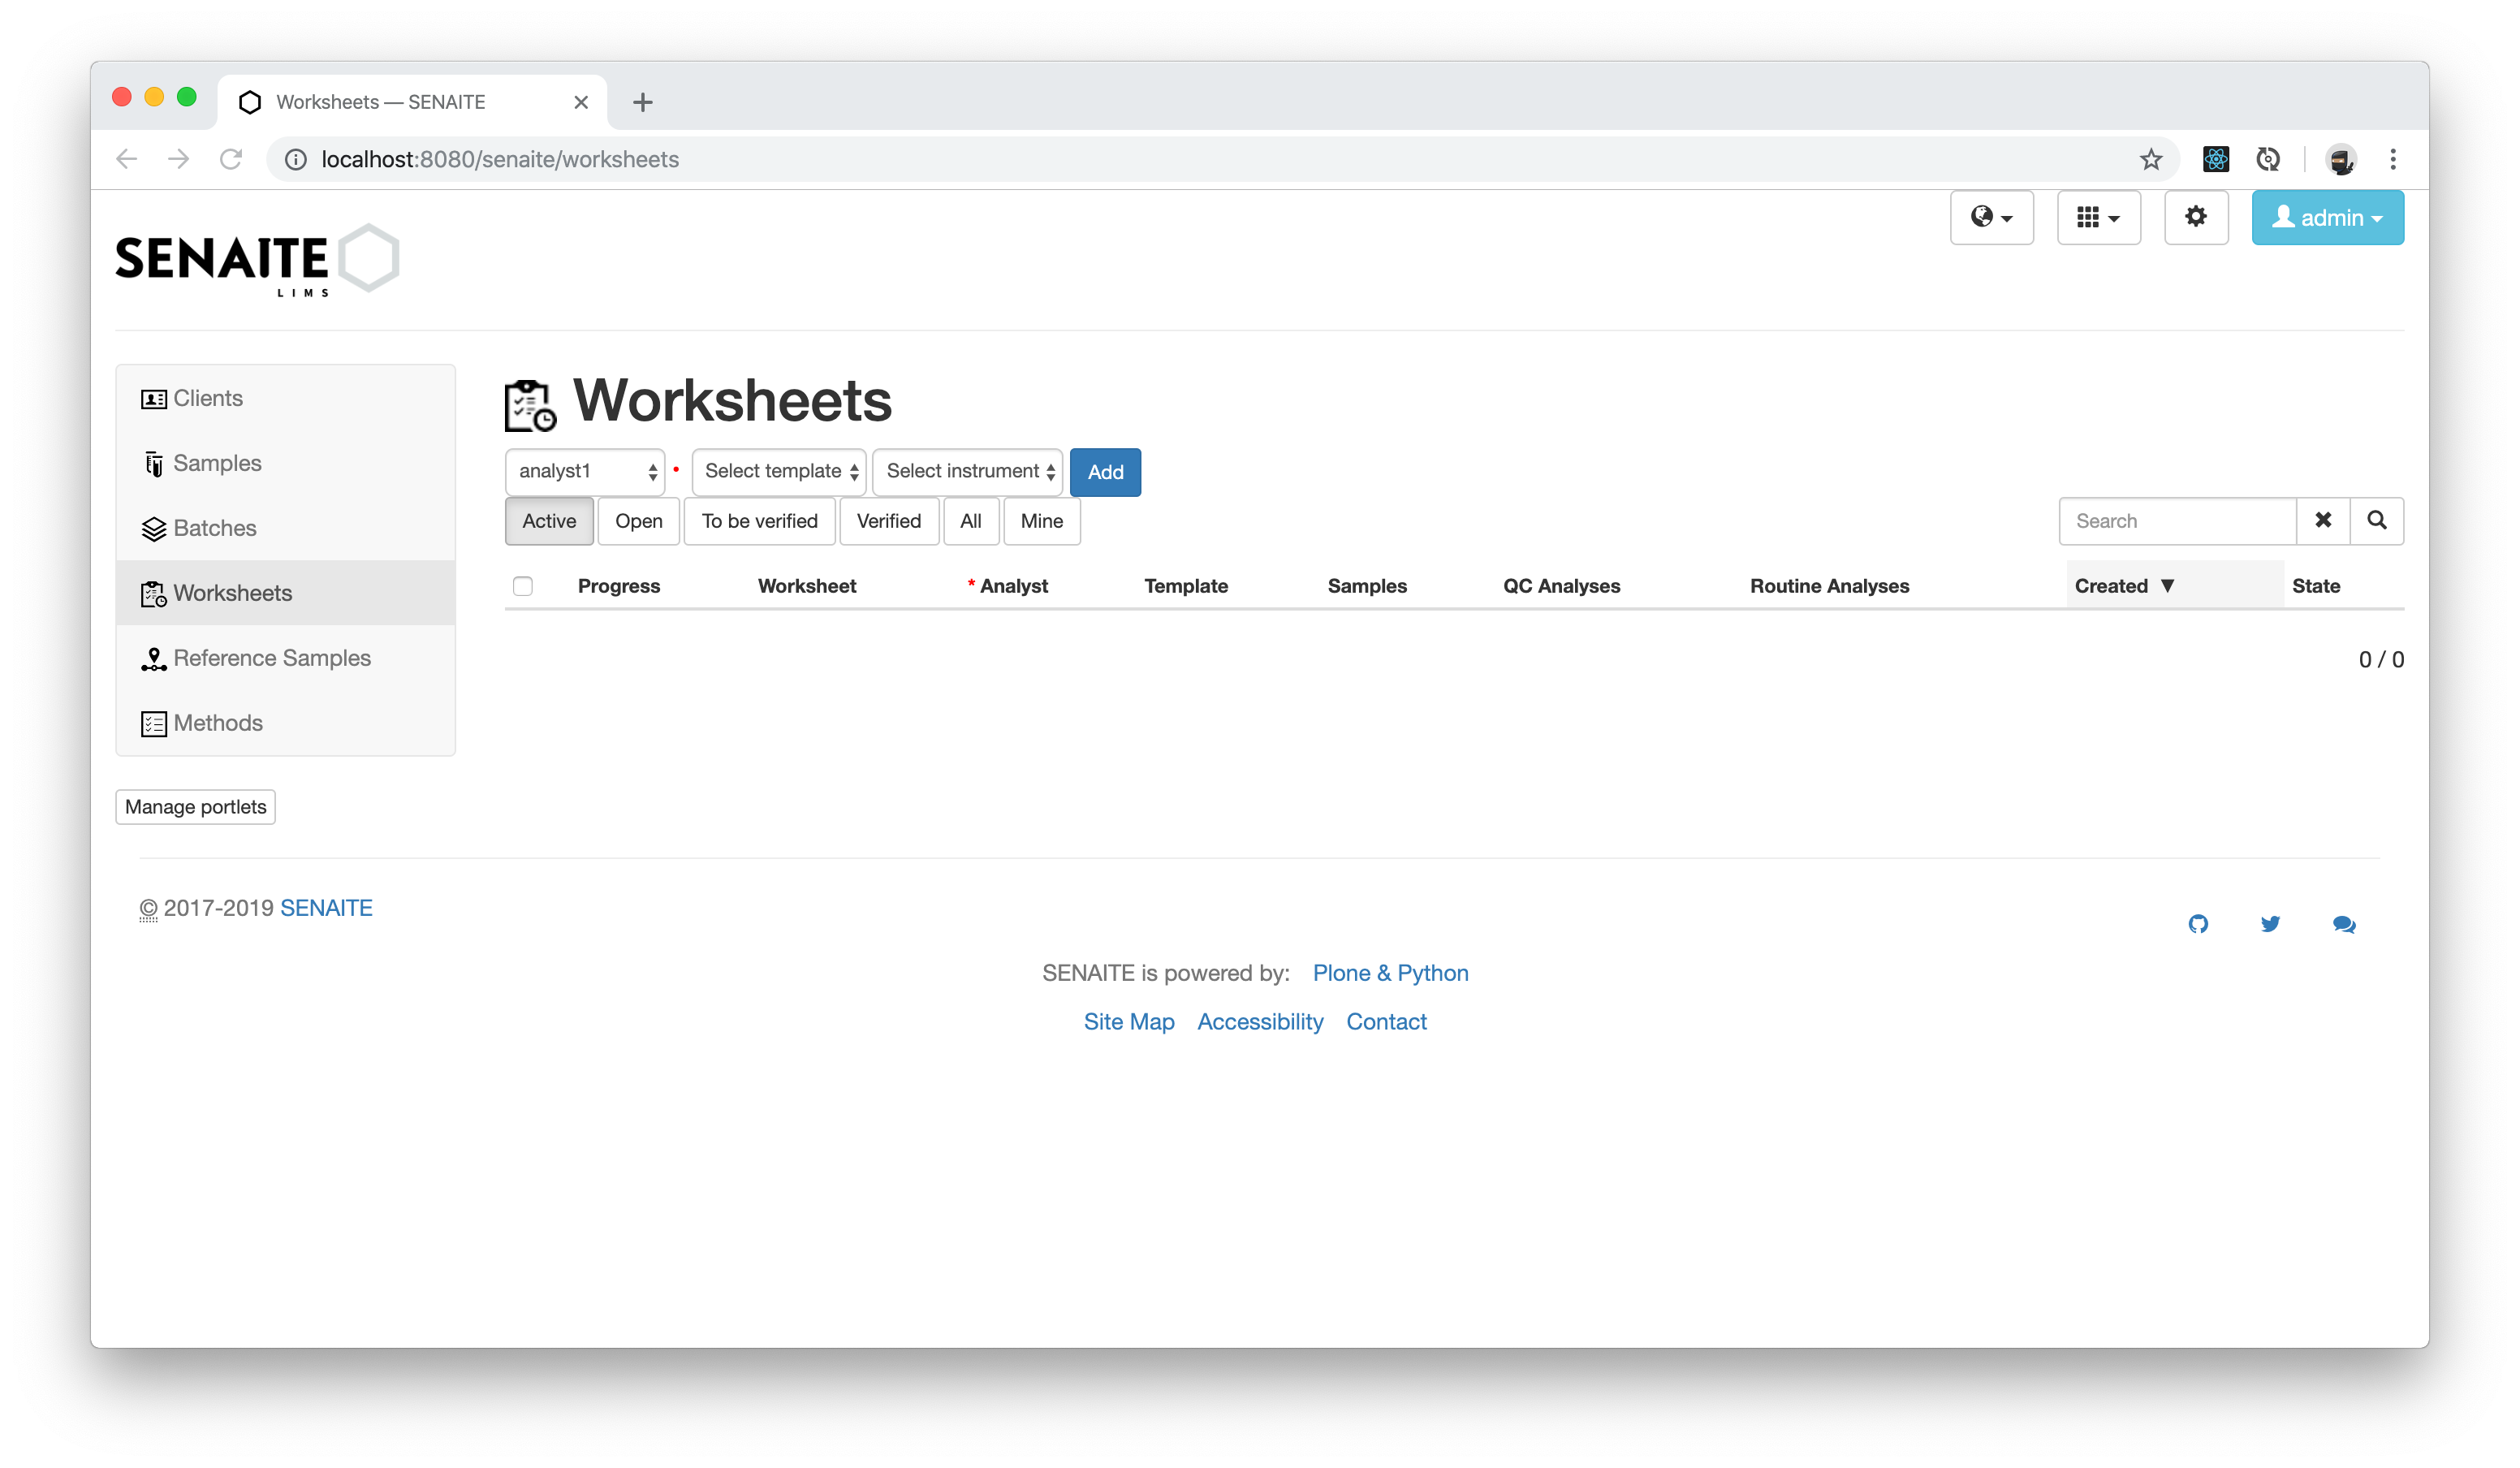 Worksheets — SENAITE
localhost:8080/senaite/worksheets
admin
SENAITE
LIMS
Clients
Samples
Batches
Worksheets
Reference Samples
Methods
Manage portlets
Worksheets
analyst1 Select template Select instrument Add
Active Open To be verified Verified All Mine Search
Progress Worksheet * Analyst Template Samples QC Analyses Routine Analyses Created ▼ State
0 / 0
© 2017-2019 SENAITE
SENAITE is powered by: Plone & Python
Site Map Accessibility Contact